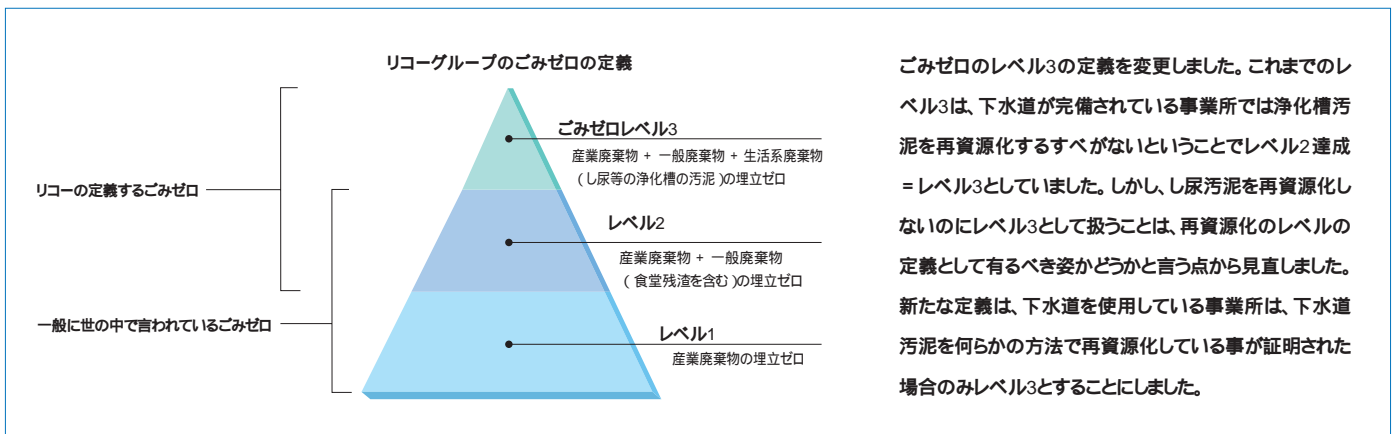 リコーグループのごみゼロの定義
ごみゼロレベル3
産業廃棄物 + 一般廃棄物 + 生活系廃棄物
(し尿等の浄化槽の汚泥)の埋立ゼロ
リコーの定義するごみゼロ
レベル2
産業廃棄物 + 一般廃棄物
(食堂残渣を含む)の埋立ゼロ
一般に世の中で言われているごみゼロ
レベル1
産業廃棄物の埋立ゼロ
ごみゼロのレベル3の定義を変更しました。これまでのレ
ベル3は、下水道が完備されている事業所では浄化槽汚
泥を再資源化するすべがないということでレベル2達成
=レベル3としていました。しかし、し尿汚泥を再資源化し
ないのにレベル3として扱うことは、再資源化のレベルの
定義として有るべき姿かどうかと言う点から見直しました。
新たな定義は、下水道を使用している事業所は、下水道
汚泥を何らかの方法で再資源化している事が証明された
場合のみレベル3とすることにしました。